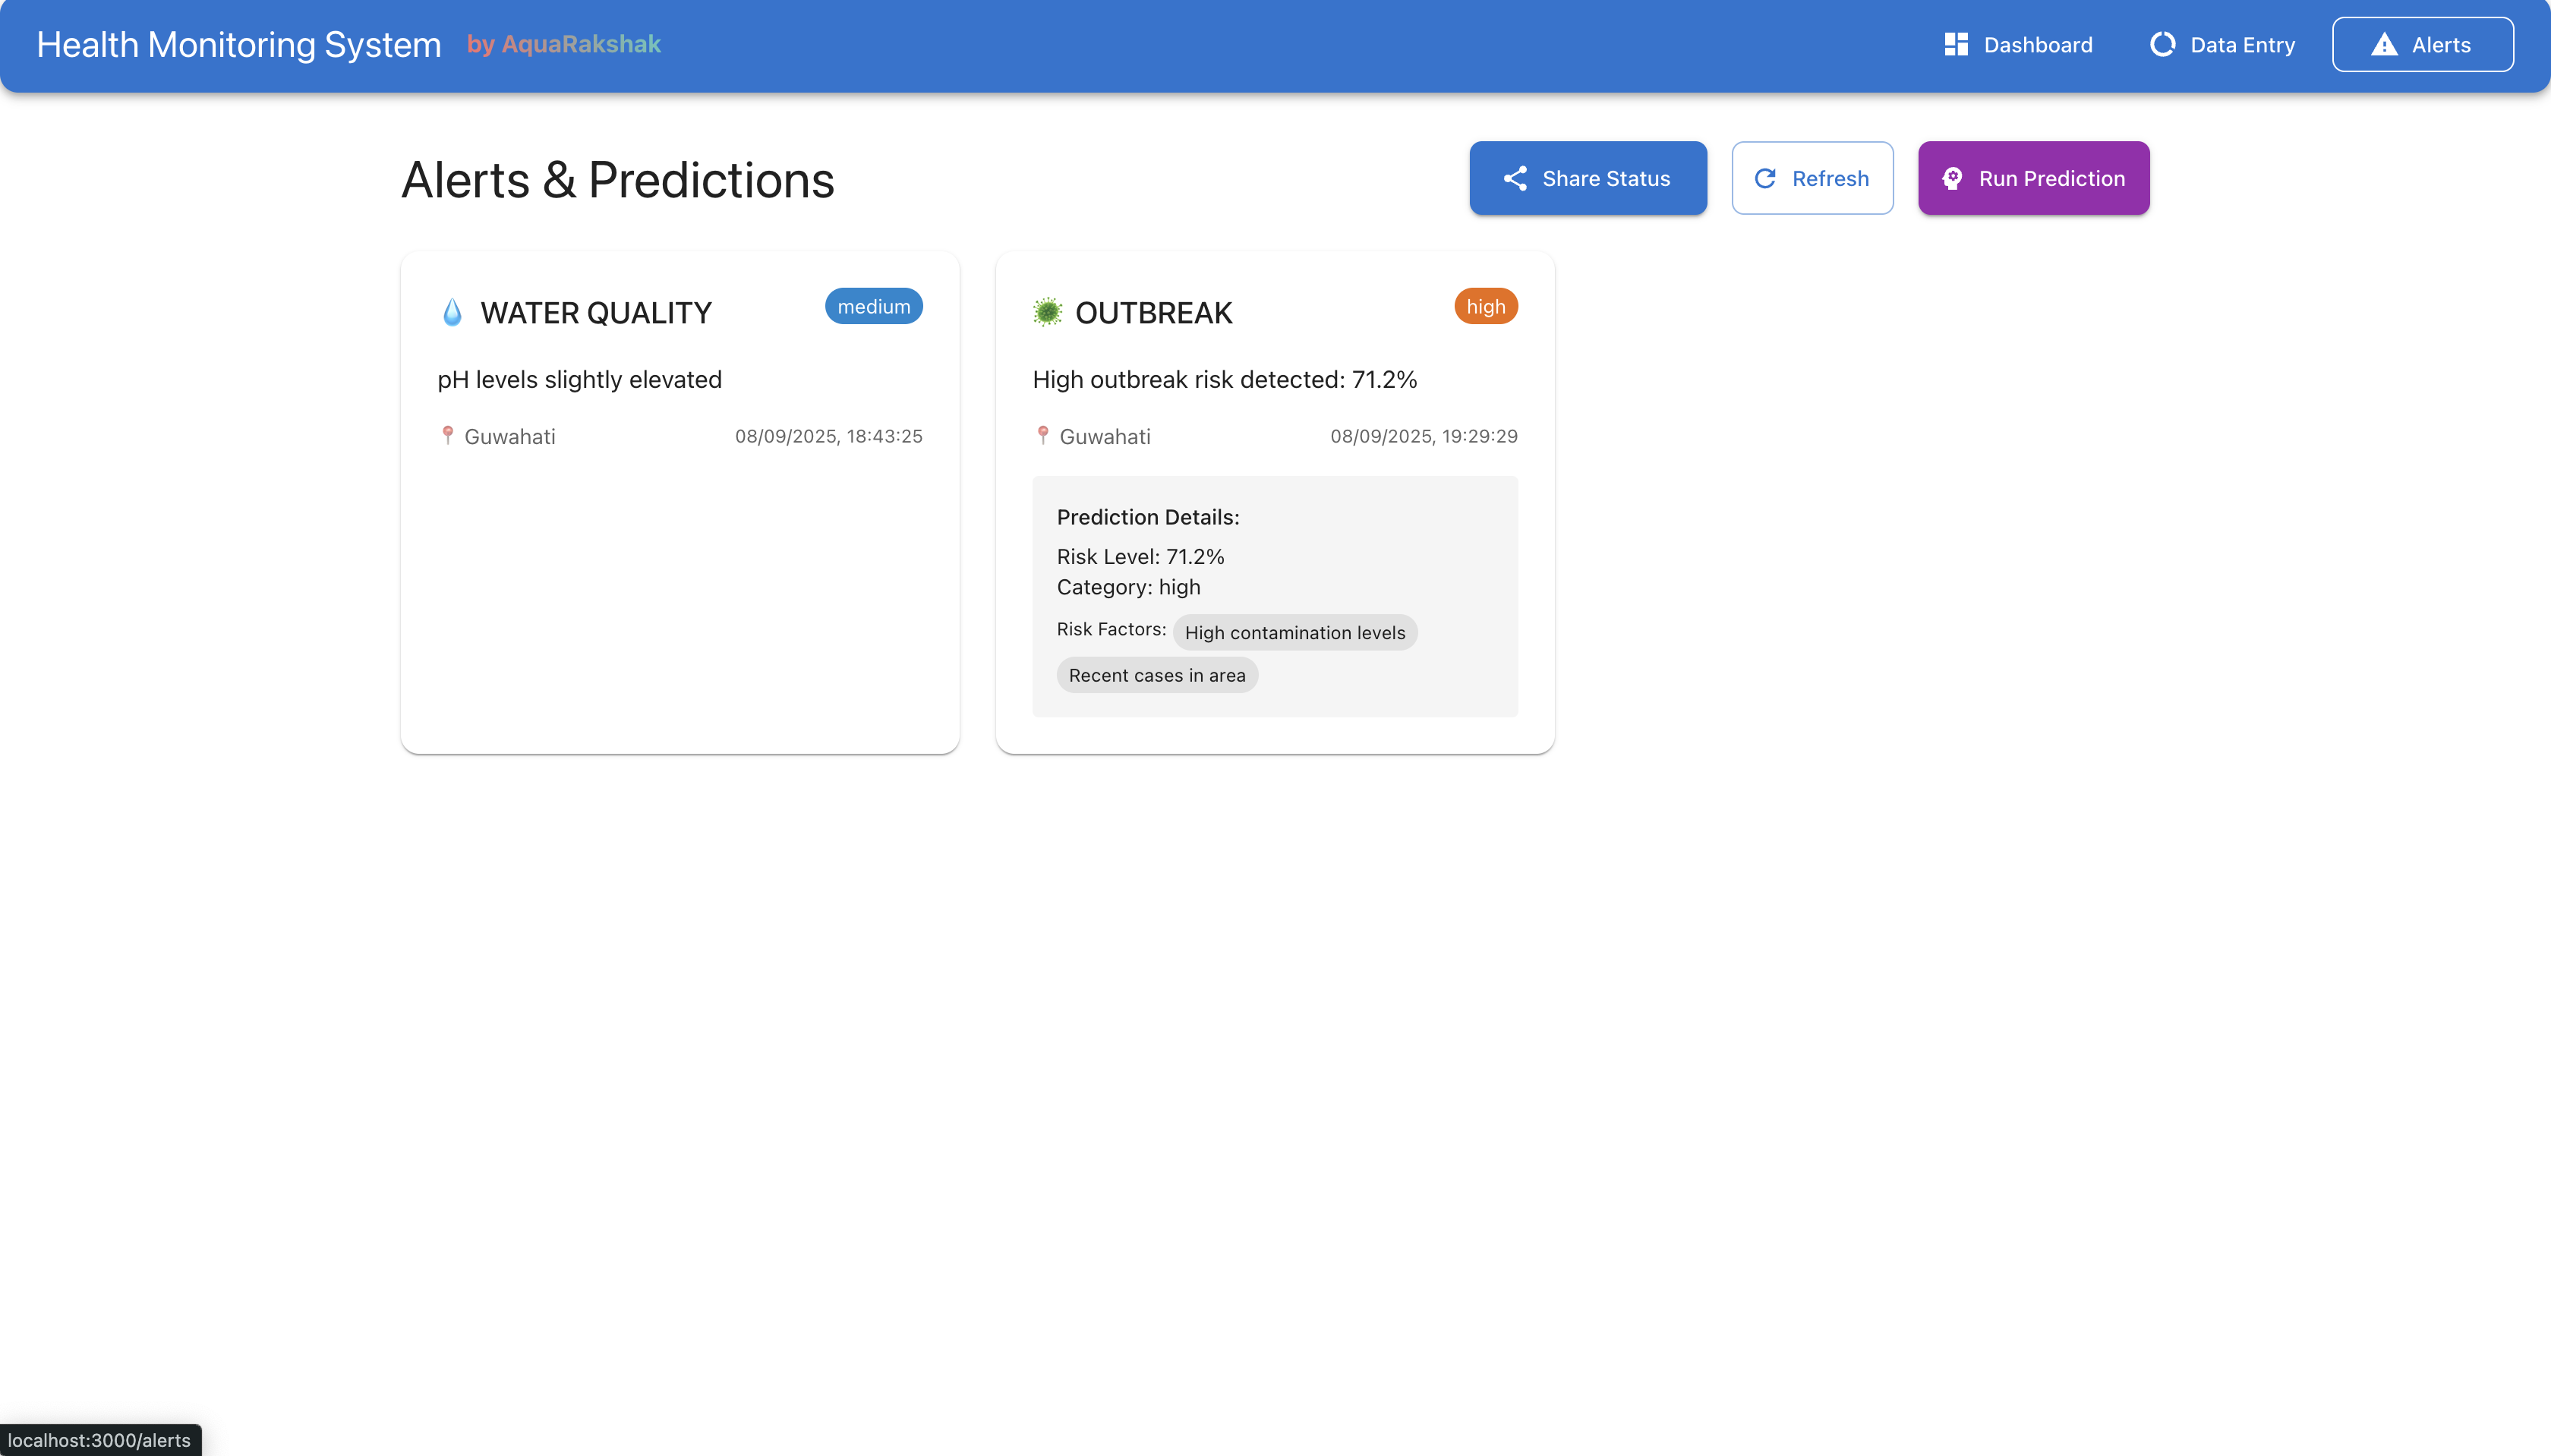 Health Monitoring System by AquaRakshak Dashboard Data Entry Alerts
Alerts & Predictions Share Status Refresh Run Prediction
WATER QUALITY medium
pH levels slightly elevated
Guwahati 08/09/2025, 18:43:25
OUTBREAK high
High outbreak risk detected: 71.2%
Guwahati 08/09/2025, 19:29:29
Prediction Details:
Risk Level: 71.2%
Category: high
Risk Factors: High contamination levels
Recent cases in area
localhost:3000/alerts